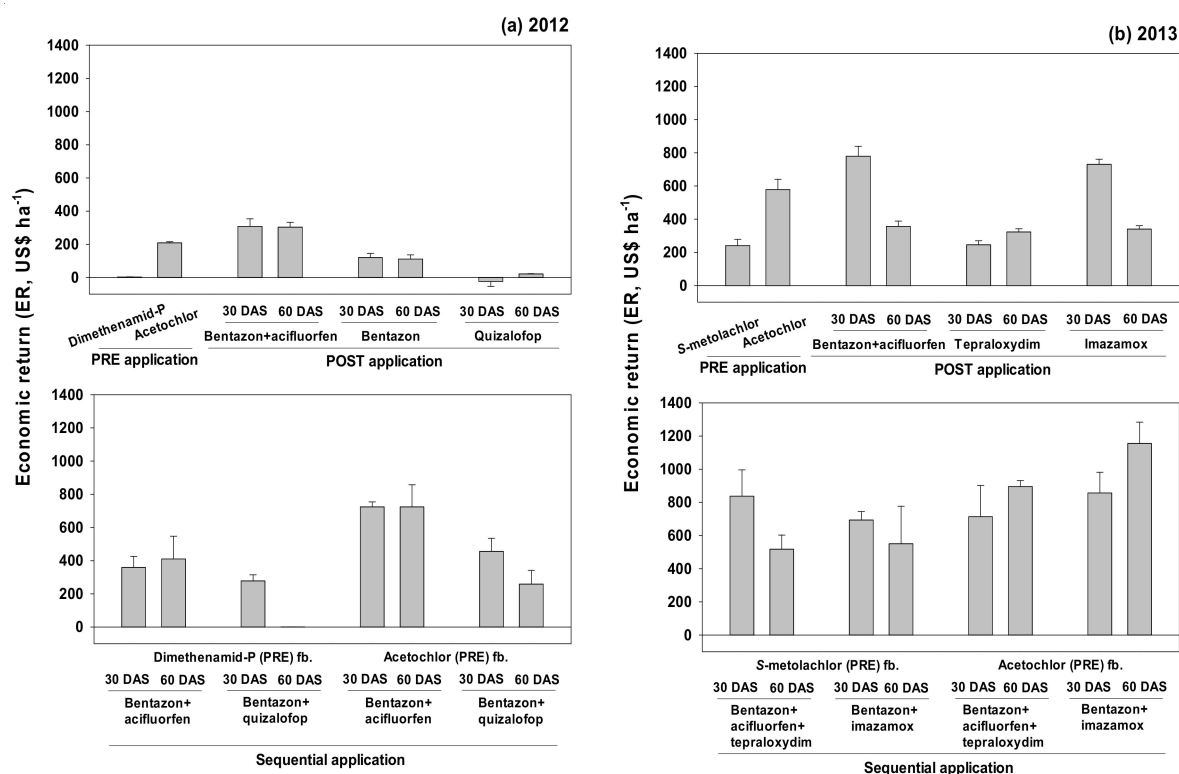 (a) 2012
Economic return (ER, US$ ha-1)
1400
1200
1000
800
600
400
200
0
Dimethenamid-P
Acetochlor
30 DAS 60 DAS 30 DAS 60 DAS 30 DAS 60 DAS
Bentazon+acifluorfen Bentazon Quizalofop
PRE application POST application
1400
1200
1000
800
600
400
200
0
Dimethenamid-P (PRE) fb. Acetochlor (PRE) fb.
30 DAS 60 DAS 30 DAS 60 DAS 30 DAS 60 DAS 30 DAS 60 DAS
Bentazon+ Bentazon+ Bentazon+ Bentazon+
acifluorfen quizalofop acifluorfen quizalofop
Sequential application
(b) 2013
Economic return (ER, US$ ha-1)
1400
1200
1000
800
600
400
200
0
S-metolachlor
Acetochlor
30 DAS 60 DAS 30 DAS 60 DAS 30 DAS 60 DAS
Bentazon+acifluorfen Tepraloxydim Imazamox
PRE application POST application
1400
1200
1000
800
600
400
200
0
S-metolachlor (PRE) fb. Acetochlor (PRE) fb.
30 DAS 60 DAS 30 DAS 60 DAS 30 DAS 60 DAS 30 DAS 60 DAS
Bentazon+ Bentazon+ Bentazon+ Bentazon+
acifluorfen+ imazamox acifluorfen+ imazamox
tepraloxydim tepraloxydim
Sequential application